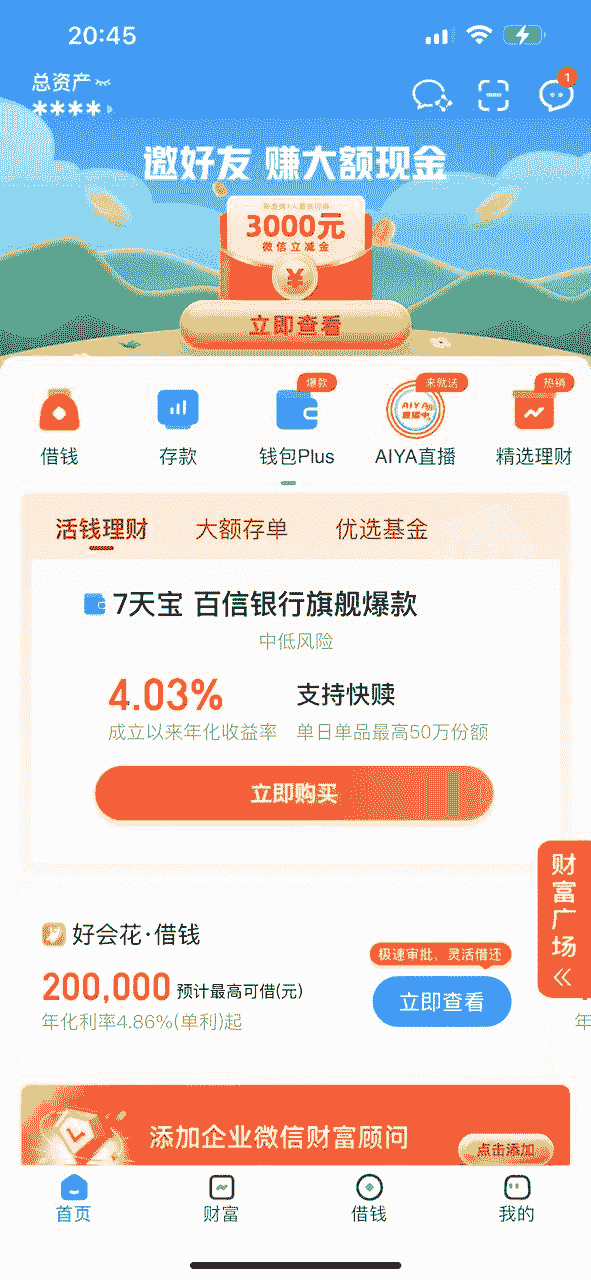 20:45
总资产
****
1
邀好友 赚大额现金
3000元
微信立减金
¥
立即查看
爆款
来就送
热销
AIYA
直播中
借钱
存款
钱包Plus
AIYA直播
精选理财
活钱理财
大额存单
优选基金
7天宝 百信银行旗舰爆款
中低风险
4.03%
支持快赎
成立以来年化收益率
单日单品最高50万份额
立即购买
财富广场
好会花·借钱
极速审批，灵活借还
200,000 预计最高可借(元)
立即查看
年化利率4.86%(单利)起
年
添加企业微信财富顾问
点击添加
首页
财富
借钱
我的